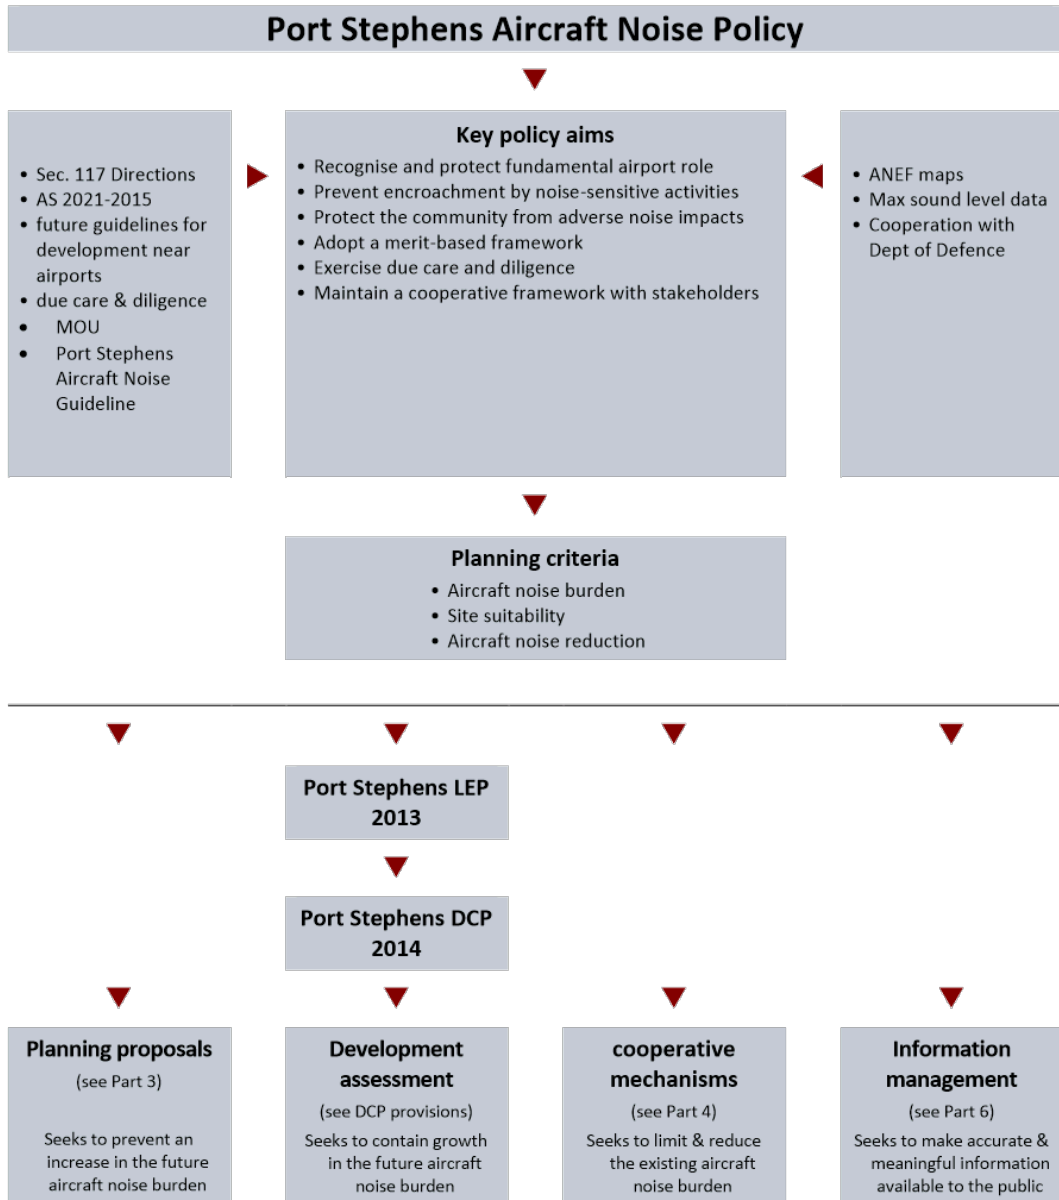 Port Stephens Aircraft Noise Policy
• Sec. 117 Directions
• AS 2021-2015
• future guidelines for
development near
airports
• due care & diligence
• MOU
• Port Stephens
Aircraft Noise
Guideline
Key policy aims
• Recognise and protect fundamental airport role
• Prevent encroachment by noise-sensitive activities
• Protect the community from adverse noise impacts
• Adopt a merit-based framework
• Exercise due care and diligence
• Maintain a cooperative framework with stakeholders
• ANEF maps
• Max sound level data
• Cooperation with
Dept of Defence
Planning criteria
• Aircraft noise burden
• Site suitability
• Aircraft noise reduction
Port Stephens LEP
2013
Port Stephens DCP
2014
Planning proposals
(see Part 3)
Seeks to prevent an
increase in the future
aircraft noise burden
Development
assessment
(see DCP provisions)
Seeks to contain growth
in the future aircraft
noise burden
cooperative
mechanisms
(see Part 4)
Seeks to limit & reduce
the existing aircraft
noise burden
Information
management
(see Part 6)
Seeks to make accurate &
meaningful information
available to the public